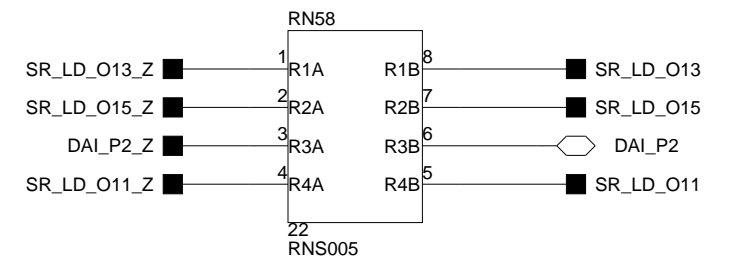 RN58
SR_LD_O13_Z 1 R1A R1B 8 SR_LD_O13
SR_LD_O15_Z 2 R2A R2B 7 SR_LD_O15
DAI_P2_Z 3 R3A R3B 6 DAI_P2
SR_LD_O11_Z 4 R4A R4B 5 SR_LD_O11
22
RNS005